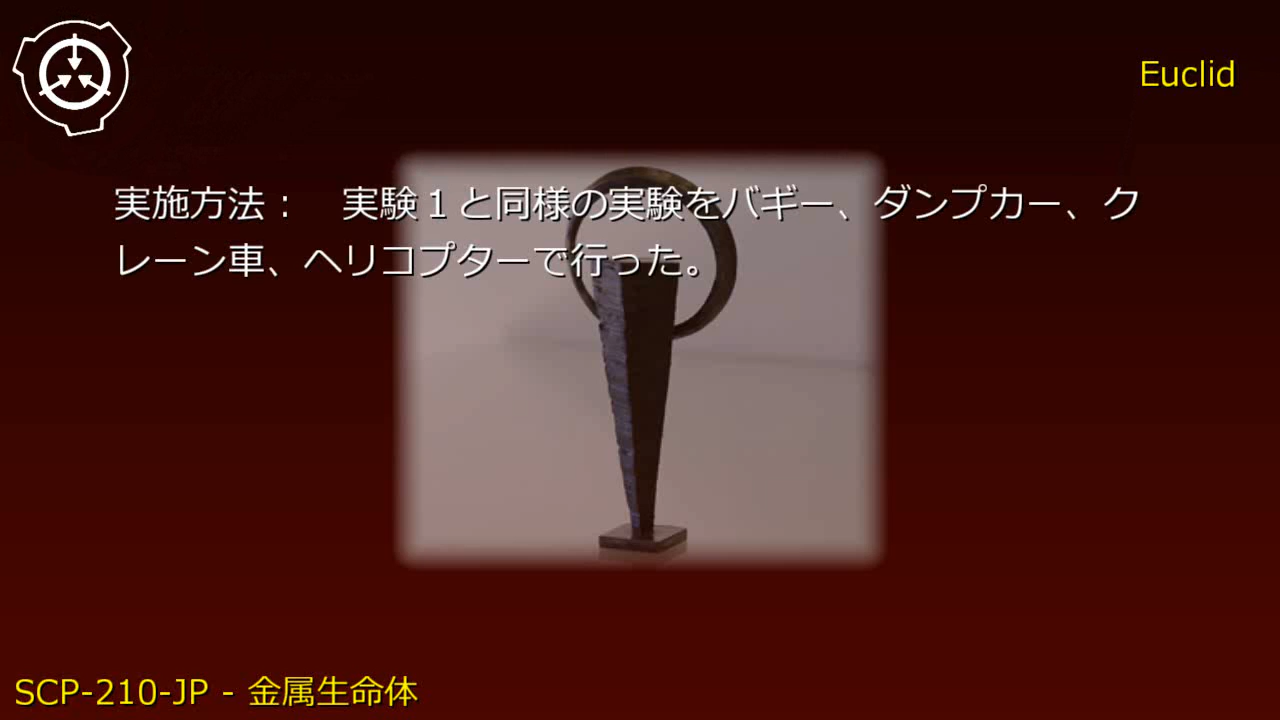 Euclid
実施方法：　実験１と同様の実験をバギー、ダンプカー、ク
レーン車、ヘリコプターで行った。
SCP-210-JP - 金属生命体